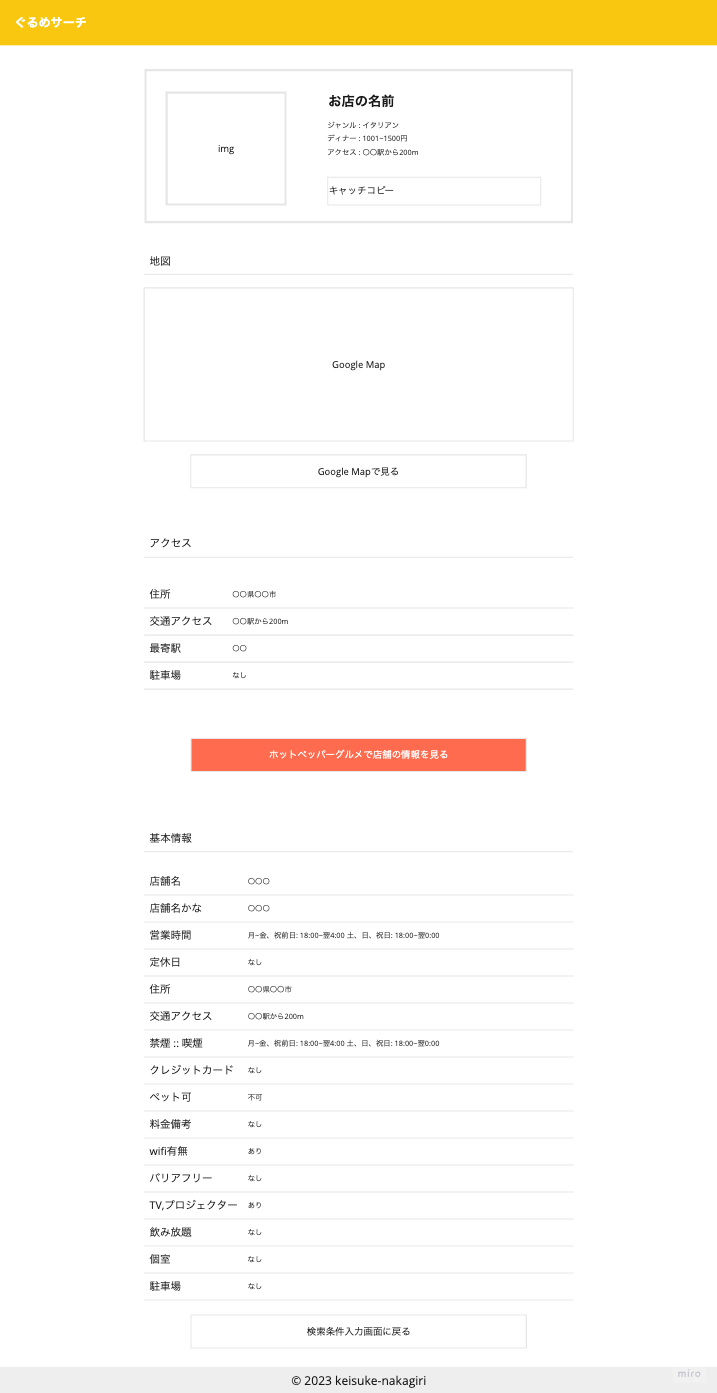 ぐるめサーチ
img
お店の名前
ジャンル : イタリアン
ディナー : 1001~1500円
アクセス : 〇〇駅から200m
キャッチコピー
地図
Google Map
Google Mapで見る
アクセス
住所 〇〇県〇〇市
交通アクセス 〇〇駅から200m
最寄駅 〇〇
駐車場 なし
ホットペッパーグルメで店舗の情報を見る
基本情報
店舗名 〇〇〇
店舗名かな 〇〇〇
営業時間 月~金、祝前日: 18:00~翌4:00 土、日、祝日: 18:00~翌0:00
定休日 なし
住所 〇〇県〇〇市
交通アクセス 〇〇駅から200m
禁煙 :: 喫煙 月~金、祝前日: 18:00~翌4:00 土、日、祝日: 18:00~翌0:00
クレジットカード なし
ペット可 不可
料金備考 なし
wifi有無 あり
バリアフリー なし
TV,プロジェクター あり
飲み放題 なし
個室 なし
駐車場 なし
検索条件入力画面に戻る
© 2023 keisuke-nakagiri
miro